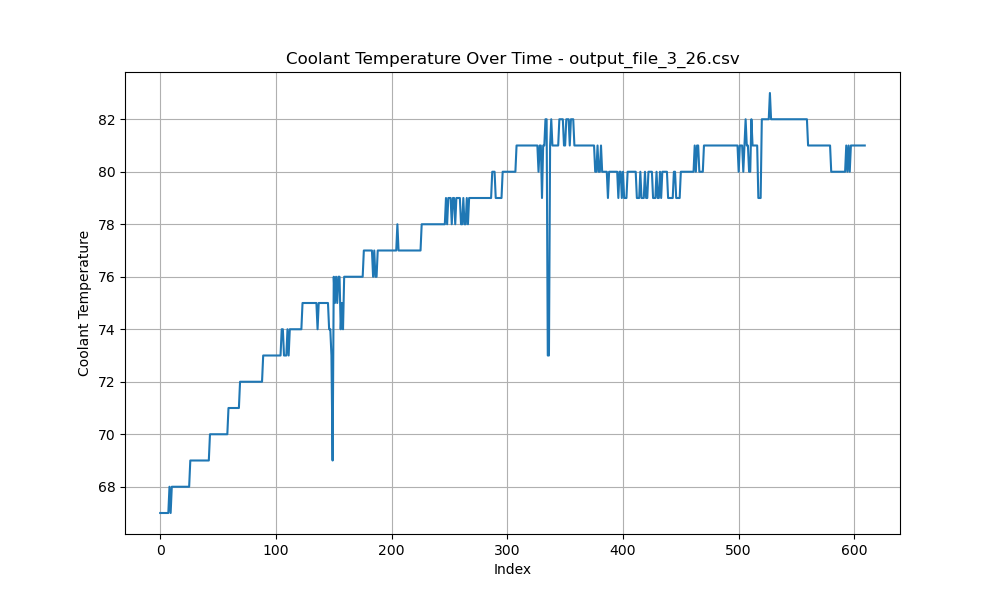 Coolant Temperature Over Time - output_file_3_26.csv
Coolant Temperature
82
80
78
76
74
72
70
68
0 100 200 300 400 500 600
Index